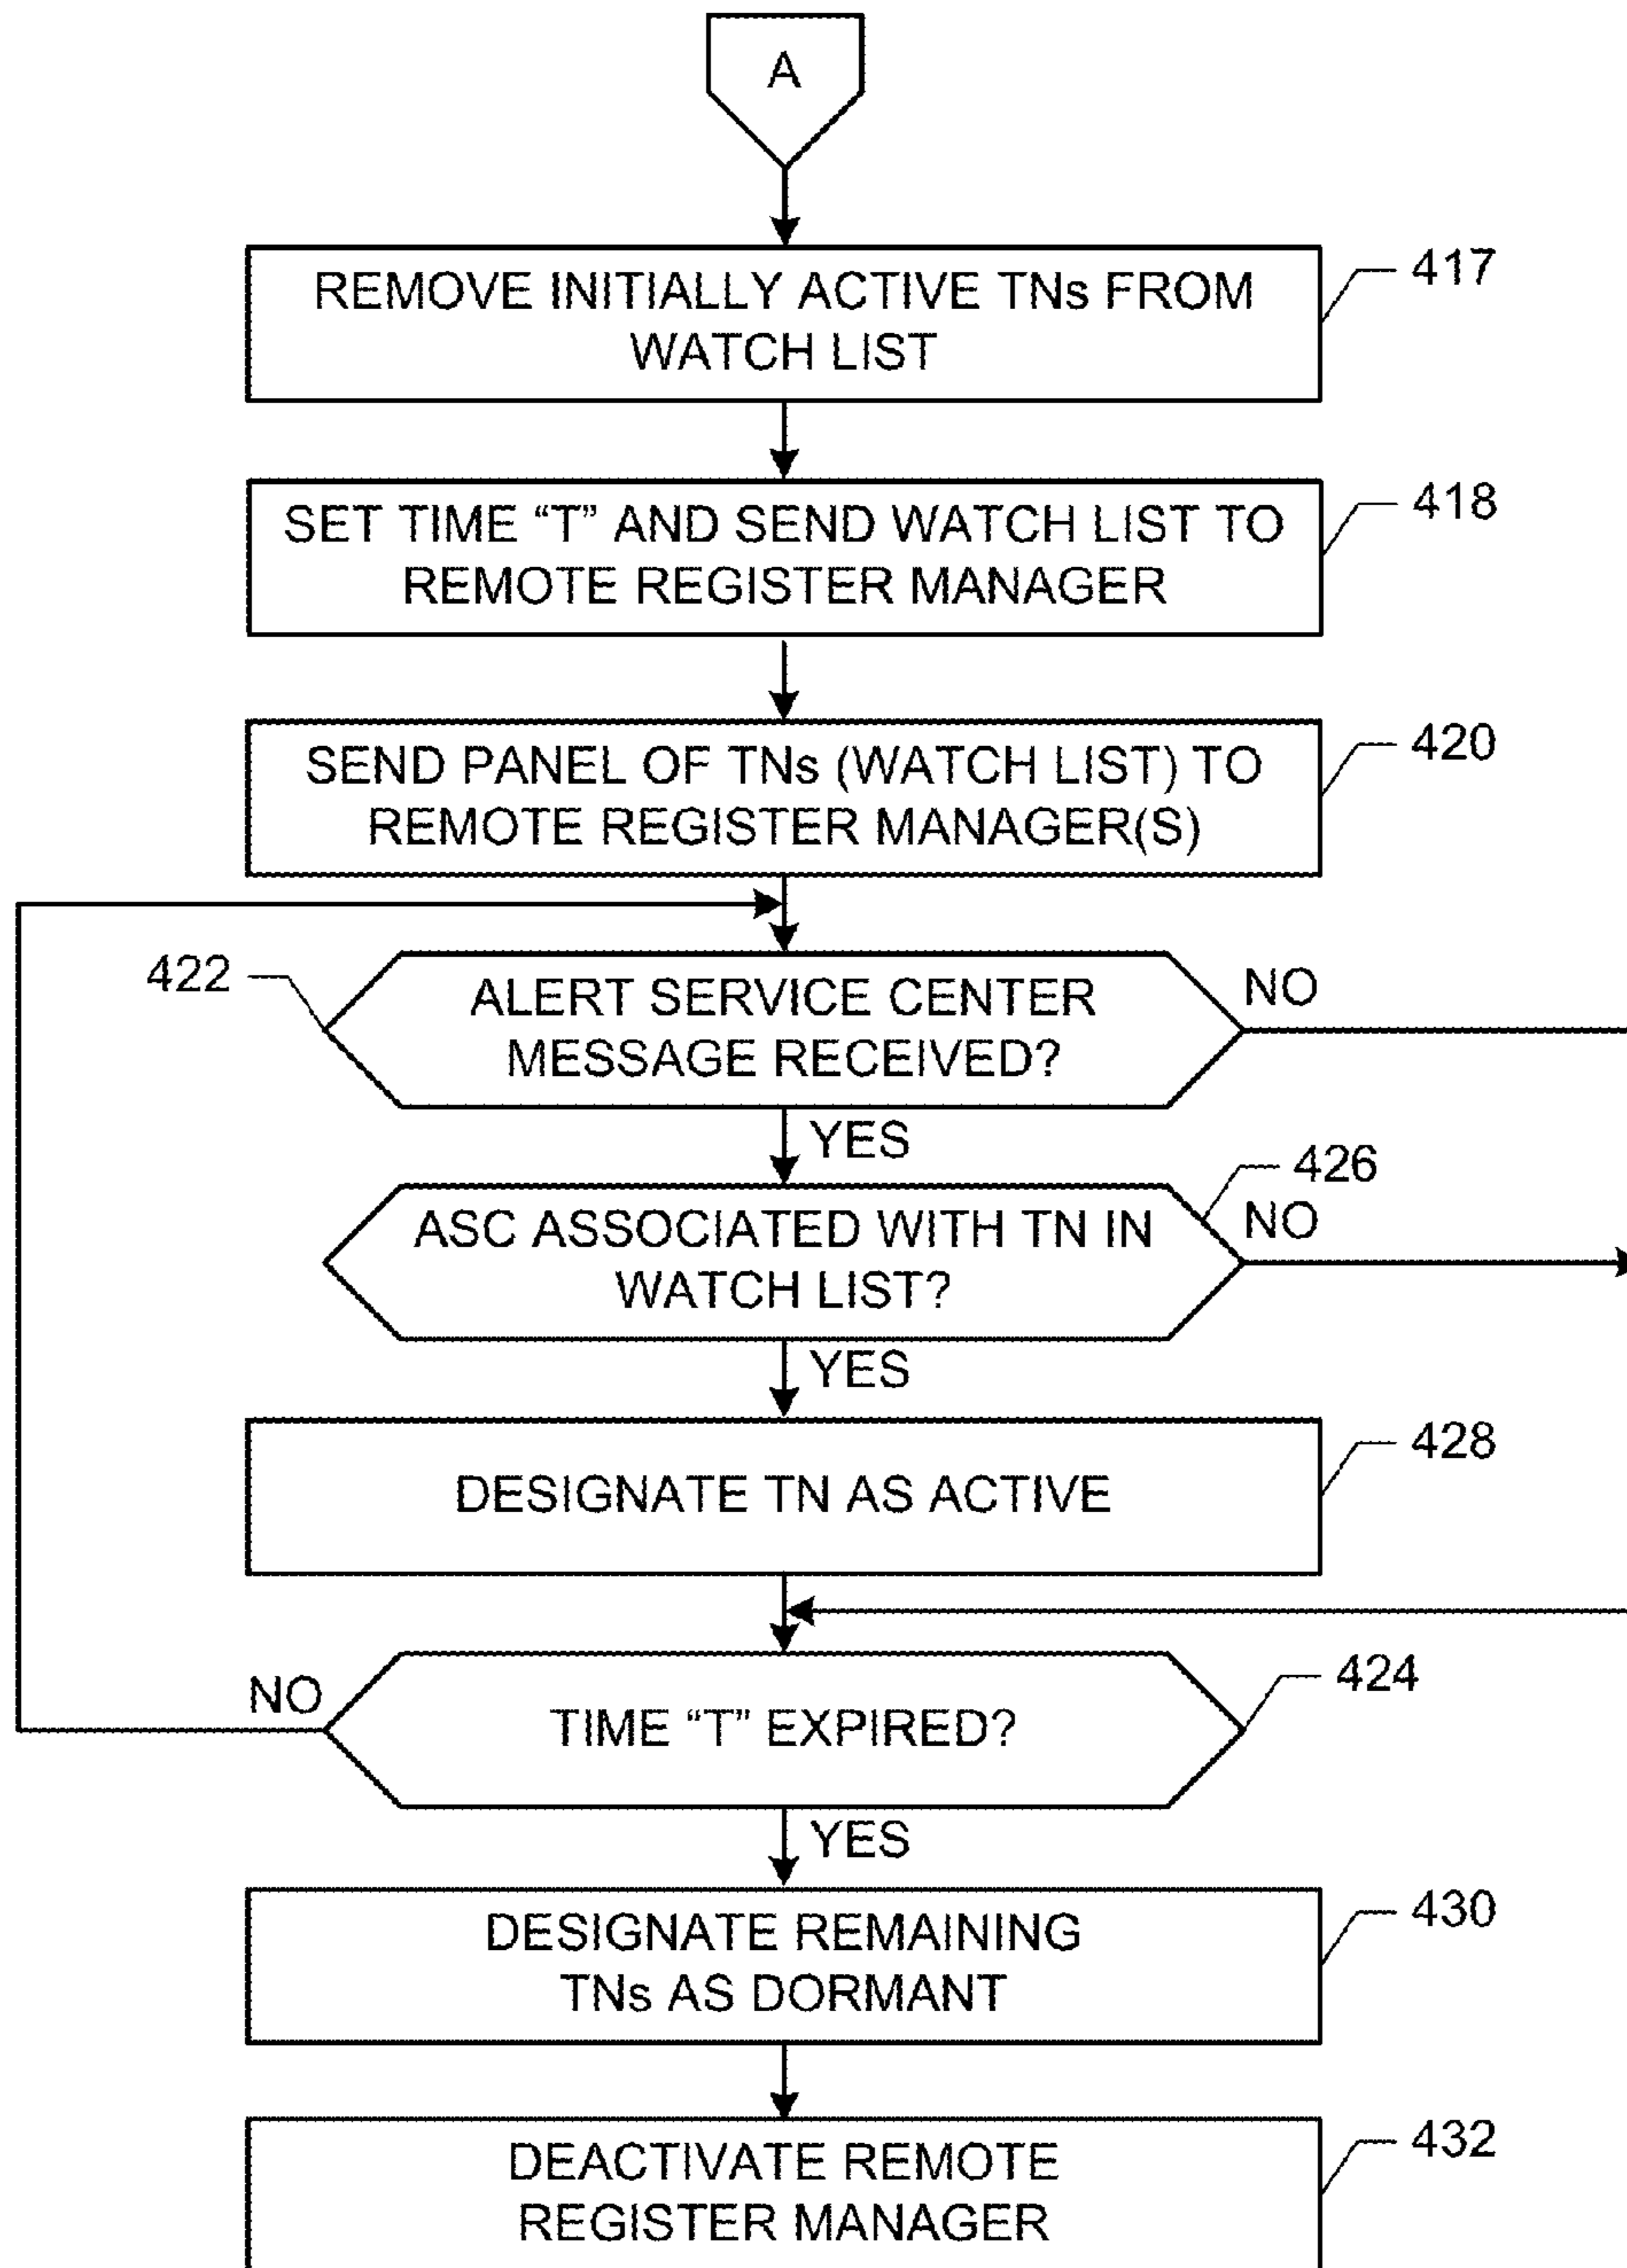 A
REMOVE INITIALLY ACTIVE TNs FROM
WATCH LIST
417
SET TIME “T” AND SEND WATCH LIST TO
REMOTE REGISTER MANAGER
418
SEND PANEL OF TNs (WATCH LIST) TO
REMOTE REGISTER MANAGER(S)
420
422
ALERT SERVICE CENTER
MESSAGE RECEIVED?
NO
YES
426
ASC ASSOCIATED WITH TN IN
WATCH LIST?
NO
YES
DESIGNATE TN AS ACTIVE
428
NO
TIME “T” EXPIRED?
424
YES
DESIGNATE REMAINING
TNs AS DORMANT
430
DEACTIVATE REMOTE
REGISTER MANAGER
432